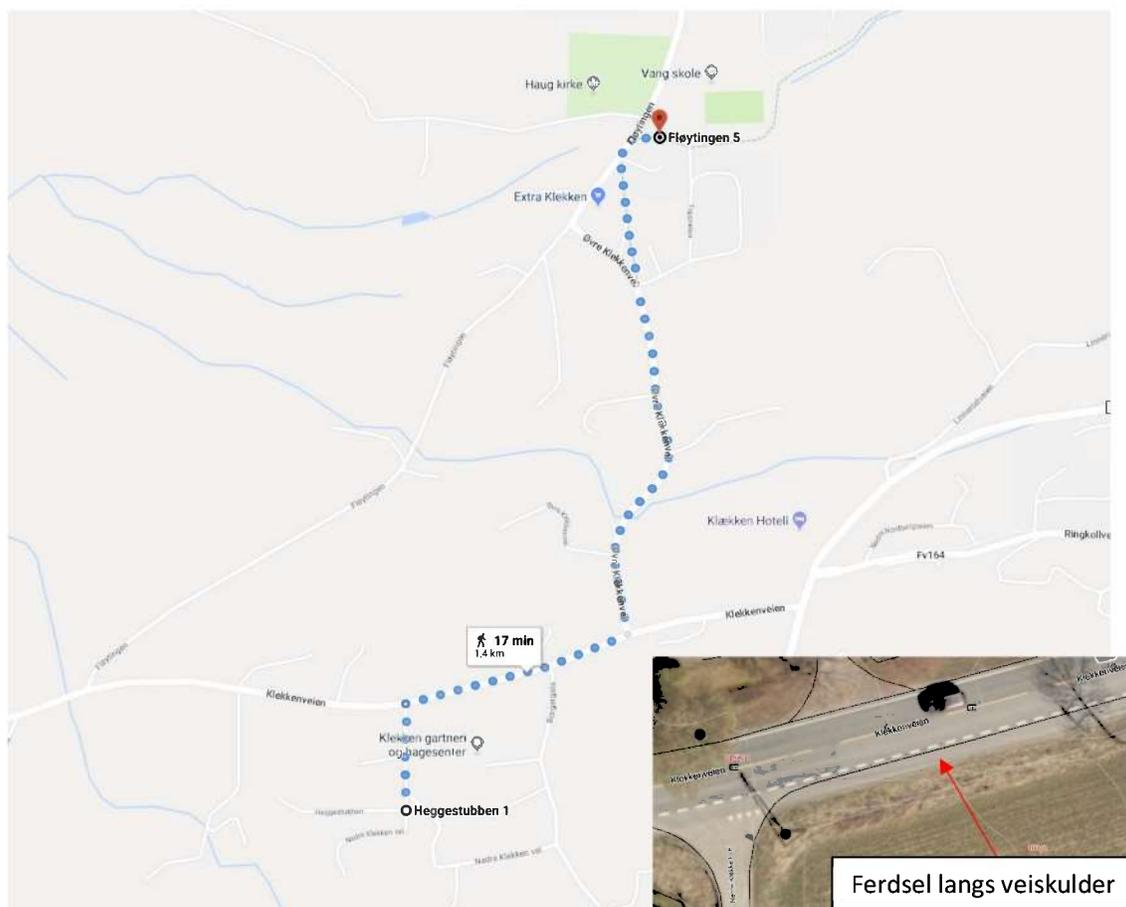 Haug kirke
Vang skole
Fløytingen
Fløytingen 5
Extra Klekken
Øvre Klekkenvei
Fløytingen
Øvre Klekkenvei
Linnerudveien
Fløytingen
Klækken Hotell
Fv164
Ringkollve
Øvre Klekkenvei
Klekkenveien
17 min
1,4 km
Fløytingen
Klekkenveien
Klekken gartneri
og hagesenter
Heggestubben
Heggestubben 1
Nedre Klekken vei
Nedre Klekken vei
Klekkenveien
Klekkenveien
Klekkenveien
Ferdsel langs veiskulder